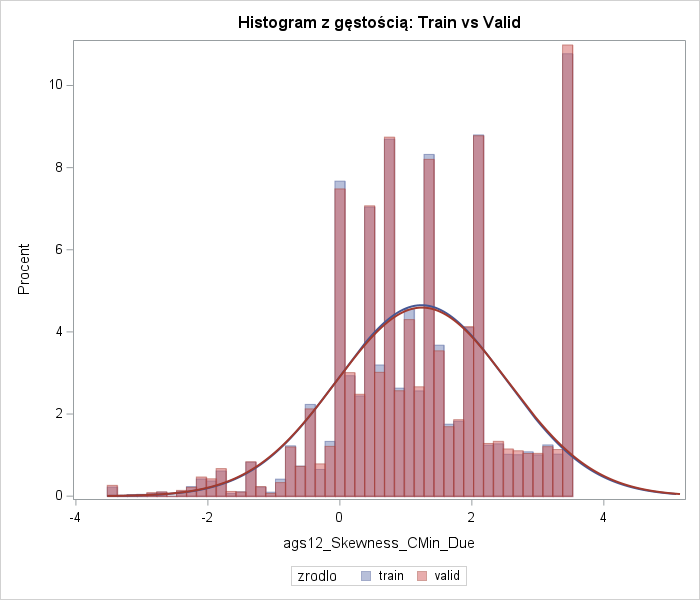 Histogram z gęstością: Train vs Valid
Procent
10
8
6
4
2
0
-4
-2
0
2
4
ags12_Skewness_CMin_Due
zrodlo
train
valid